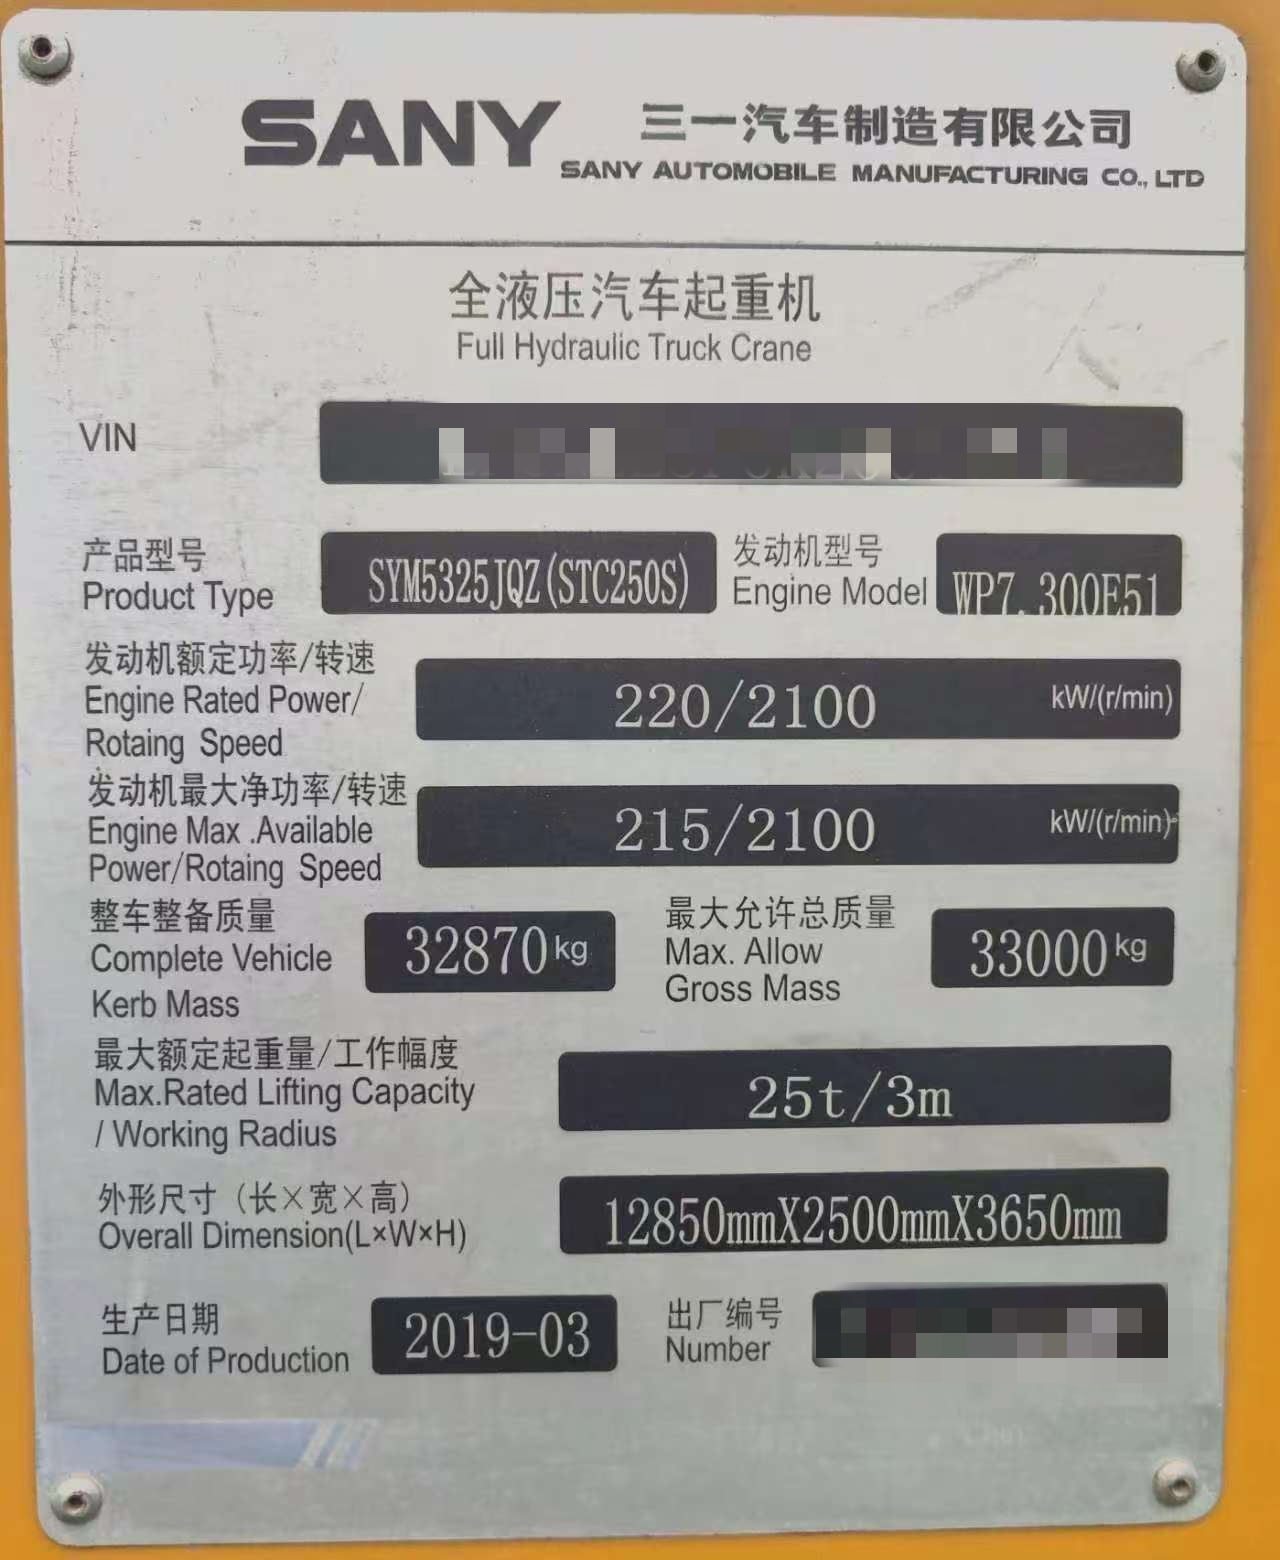 SANY 三一汽车制造有限公司
SANY AUTOMOBILE MANUFACTURING CO., LTD
全液压汽车起重机
Full Hydraulic Truck Crane
VIN
产品型号
Product Type
SYM5325JQZ(STC250S)
发动机型号
Engine Model
WP7.300E51
发动机额定功率/转速
Engine Rated Power/
Rotaing Speed
220/2100 kW/(r/min)
发动机最大净功率/转速
Engine Max .Available
Power/Rotaing Speed
215/2100 kW/(r/min)
整车整备质量
Complete Vehicle
Kerb Mass
32870 kg
最大允许总质量
Max. Allow
Gross Mass
33000 kg
最大额定起重量/工作幅度
Max.Rated Lifting Capacity
/ Working Radius
25t/3m
外形尺寸（长×宽×高）
Overall Dimension(L×W×H)
12850mmX2500mmX3650mm
生产日期
Date of Production
2019-03
出厂编号
Number